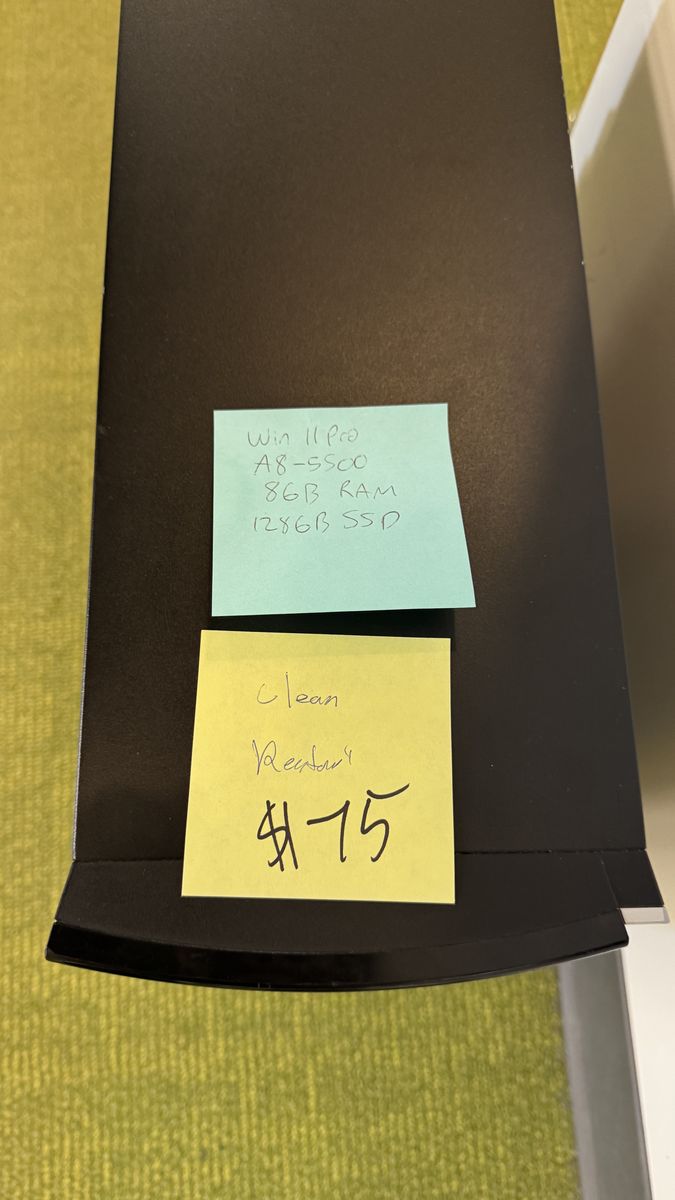 Win 11 Pro
A8-5500
8GB RAM
128GB SSD
Clean
$75